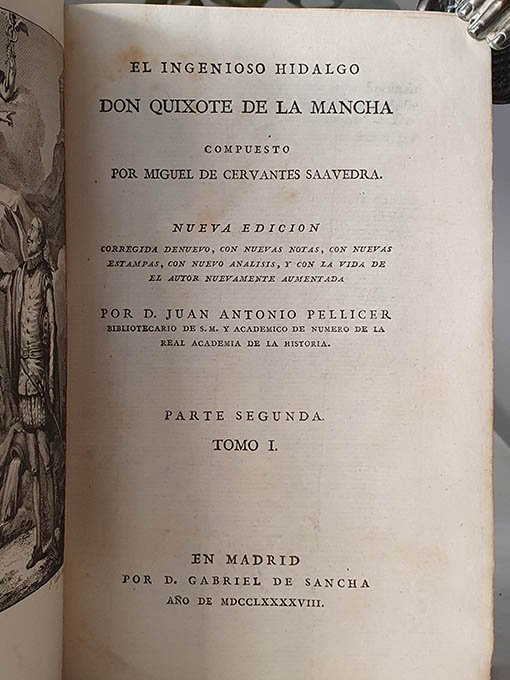 EL INGENIOSO HIDALGO
DON QUIXOTE DE LA MANCHA
COMPUESTO
POR MIGUEL DE CERVANTES SAAVEDRA.
NUEVA EDICION
CORREGIDA DENUEVO, CON NUEVAS NOTAS, CON NUEVAS
ESTAMPAS, CON NUEVO ANALISIS, Y CON LA VIDA DE
EL AUTOR NUEVAMENTE AUMENTADA
POR D. JUAN ANTONIO PELLICER
BIBLIOTECARIO DE S. M. Y ACADEMICO DE NUMERO DE LA
REAL ACADEMIA DE LA HISTORIA.
PARTE SEGUNDA.
TOMO I.
EN MADRID
POR D. GABRIEL DE SANCHA
AÑO DE MDCCLXXXXVIII.